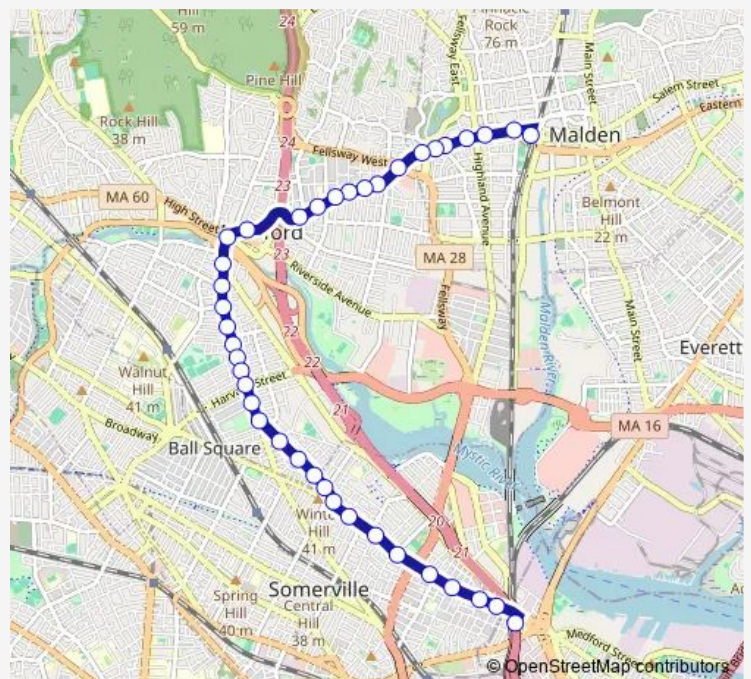 Hill
59 m
24
Pinnacle
Rock
76 m
Pine Hill
Fellsway East
Main Street
Salem Street
Eastern
Rock Hill
38 m
24
Malden
Fellsway West
23
MA 60
High Street
ford
Highland Avenue
Belmont
Hill
22 m
23
MA 28
Riverside Avenue
Fellsway
Malden River
Main Street
22
Everett
Walnut
Hill
41 m
22
Harv
Street
21
Broadway
MA 16
Ball Square
Mystic River
Hill
41 m
20
21
Somerville
Spring
Hill
40 m
Central
Hill
38 m
Medford Street
© OpenStreetMap contributors